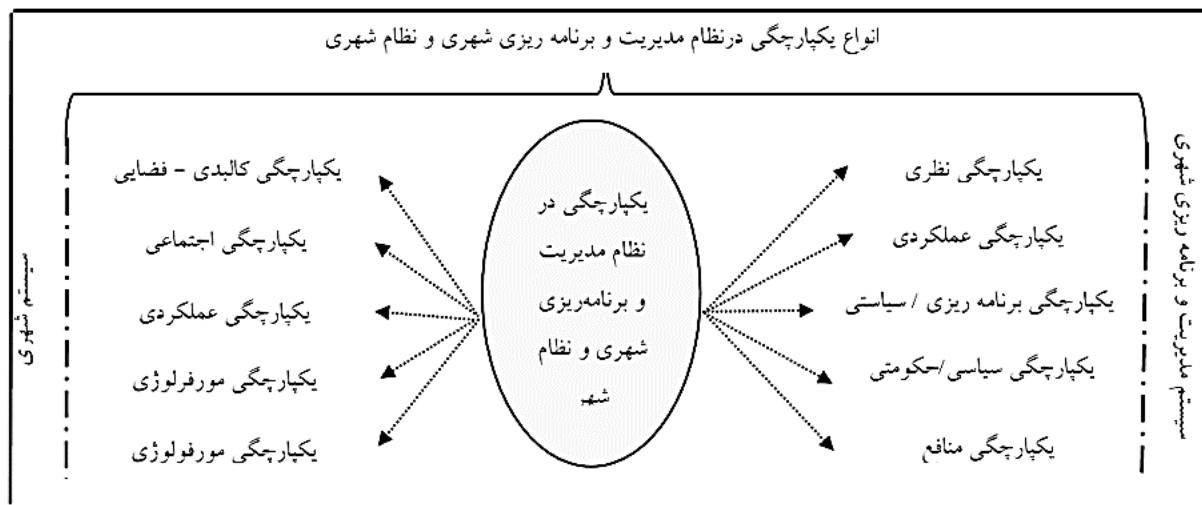 انواع یکپارچگی درنظام مدیریت و برنامه ریزی شهری و نظام شهری
سیستم مدیریت و برنامه ریزی شهری
یکپارچگی نظری
یکپارچگی عملکردی
یکپارچگی برنامه ریزی / سیاستی
یکپارچگی سیاسی/حکومتی
یکپارچگی منافع
یکپارچگی در
نظام مدیریت
و برنامه‌ریزی
شهری و نظام
شهر
یکپارچگی کالبدی - فضایی
یکپارچگی اجتماعی
یکپارچگی عملکردی
یکپارچگی مورفرلوژی
یکپارچگی مورفولوژی
سیستم شهری